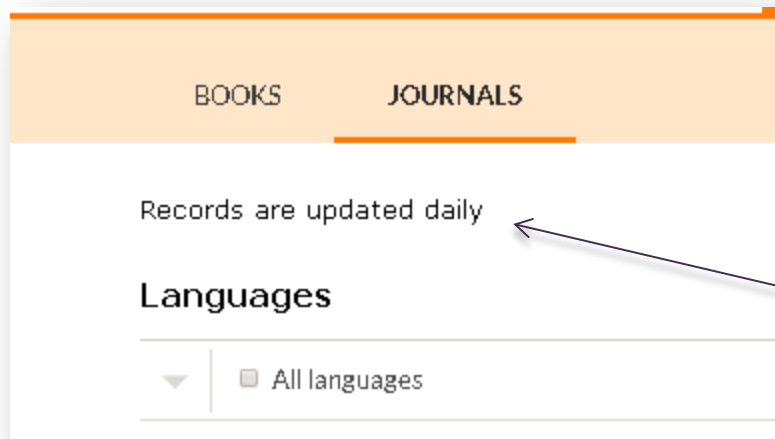 BOOKS JOURNALS
Records are updated daily
Languages
All languages